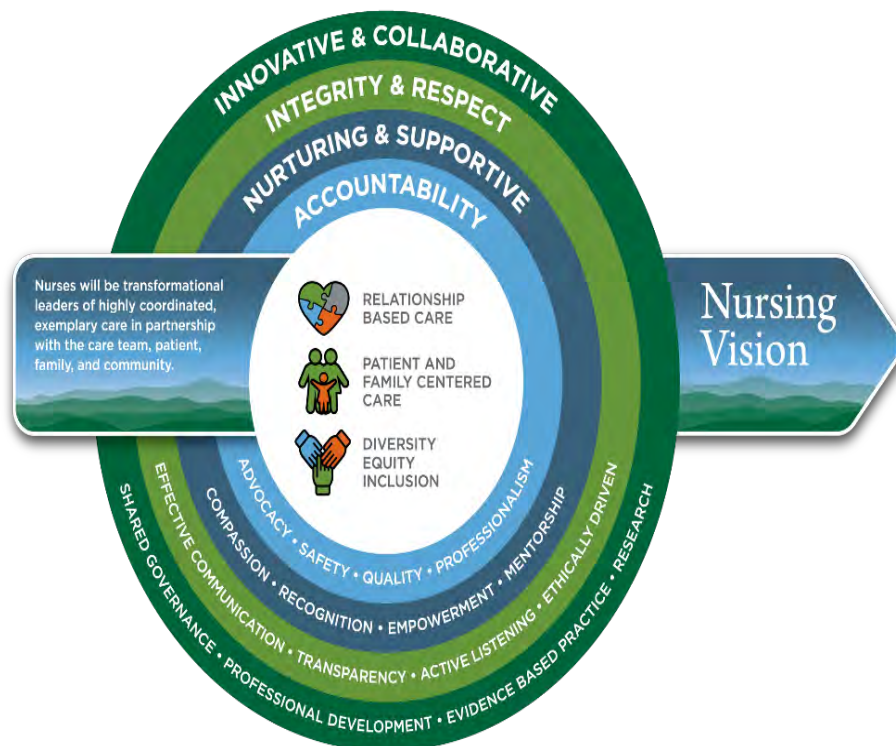 INNOVATIVE & COLLABORATIVE
INTEGRITY & RESPECT
NURTURING & SUPPORTIVE
ACCOUNTABILITY
Nurses will be transformational
leaders of highly coordinated,
exemplary care in partnership
with the care team, patient,
family, and community.
RELATIONSHIP
BASED CARE
PATIENT AND
FAMILY CENTERED
CARE
DIVERSITY
EQUITY
INCLUSION
Nursing
Vision
ADVOCACY • SAFETY • QUALITY • PROFESSIONALISM
COMPASSION • RECOGNITION • EMPOWERMENT • MENTORSHIP
EFFECTIVE COMMUNICATION • TRANSPARENCY • ACTIVE LISTENING • ETHICALLY DRIVEN
SHARED GOVERNANCE • PROFESSIONAL DEVELOPMENT • EVIDENCE BASED PRACTICE • RESEARCH